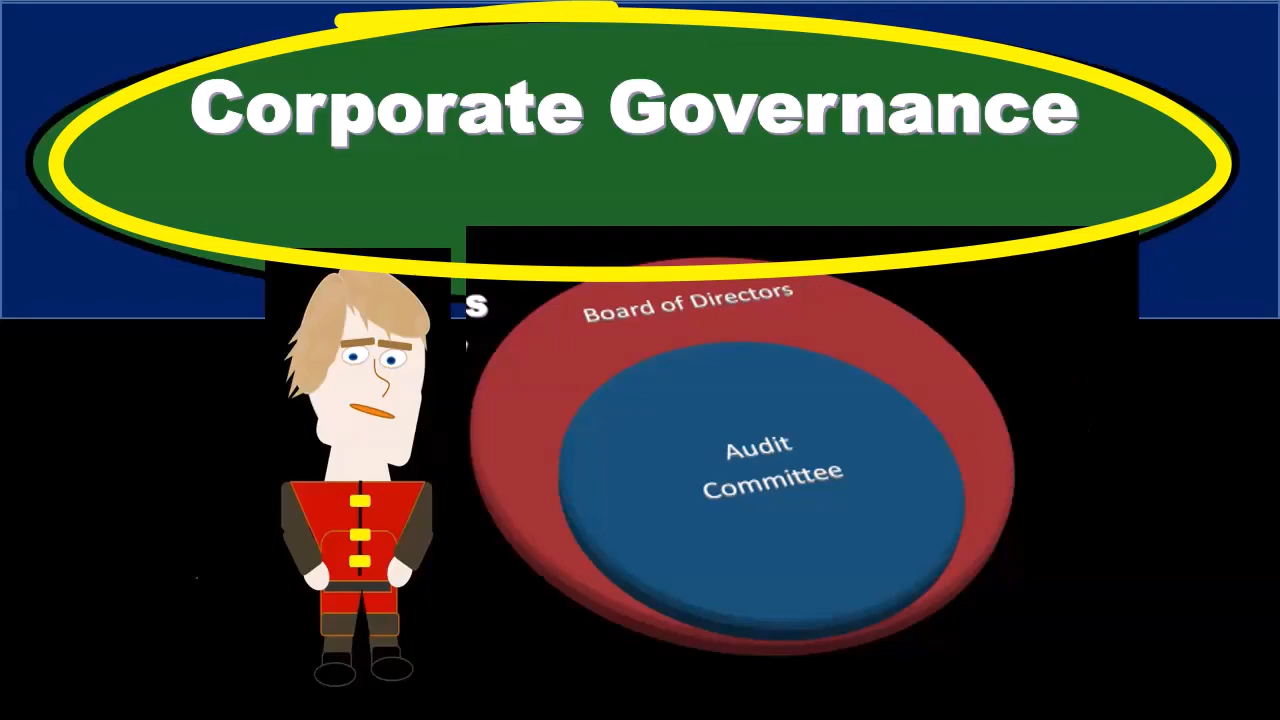 Corporate Governance
s
Board of Directors
Audit
Committee